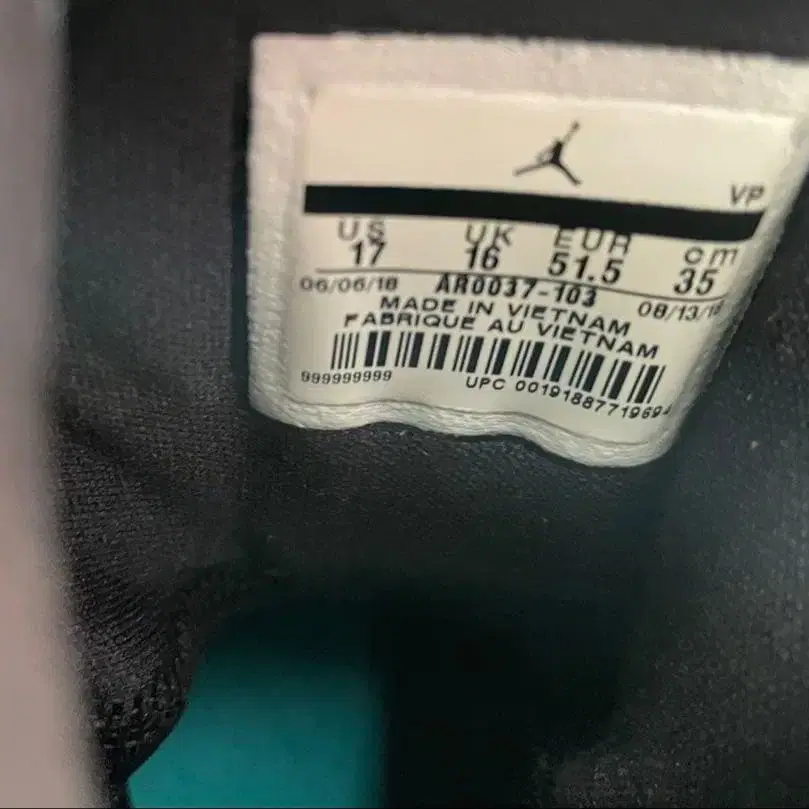 VP
US UK EUR cm
17 16 51.5 35
06/06/18 AR0037-103 08/13/18
MADE IN VIETNAM
FABRIQUE AU VIETNAM
999999999 UPC 00191887719694